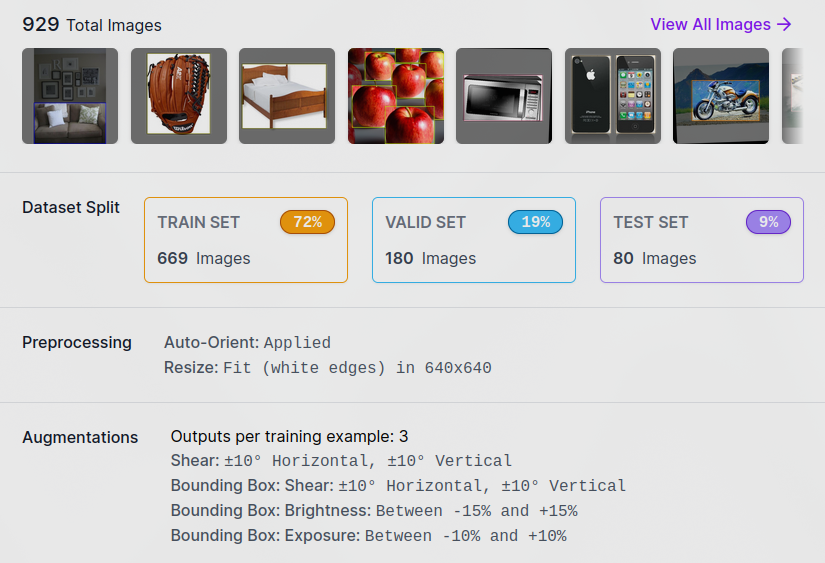 929 Total Images
View All Images →
Dataset Split
TRAIN SET 72%
669 Images
VALID SET 19%
180 Images
TEST SET 9%
80 Images
Preprocessing
Auto-Orient: Applied
Resize: Fit (white edges) in 640x640
Augmentations
Outputs per training example: 3
Shear: ±10° Horizontal, ±10° Vertical
Bounding Box: Shear: ±10° Horizontal, ±10° Vertical
Bounding Box: Brightness: Between -15% and +15%
Bounding Box: Exposure: Between -10% and +10%